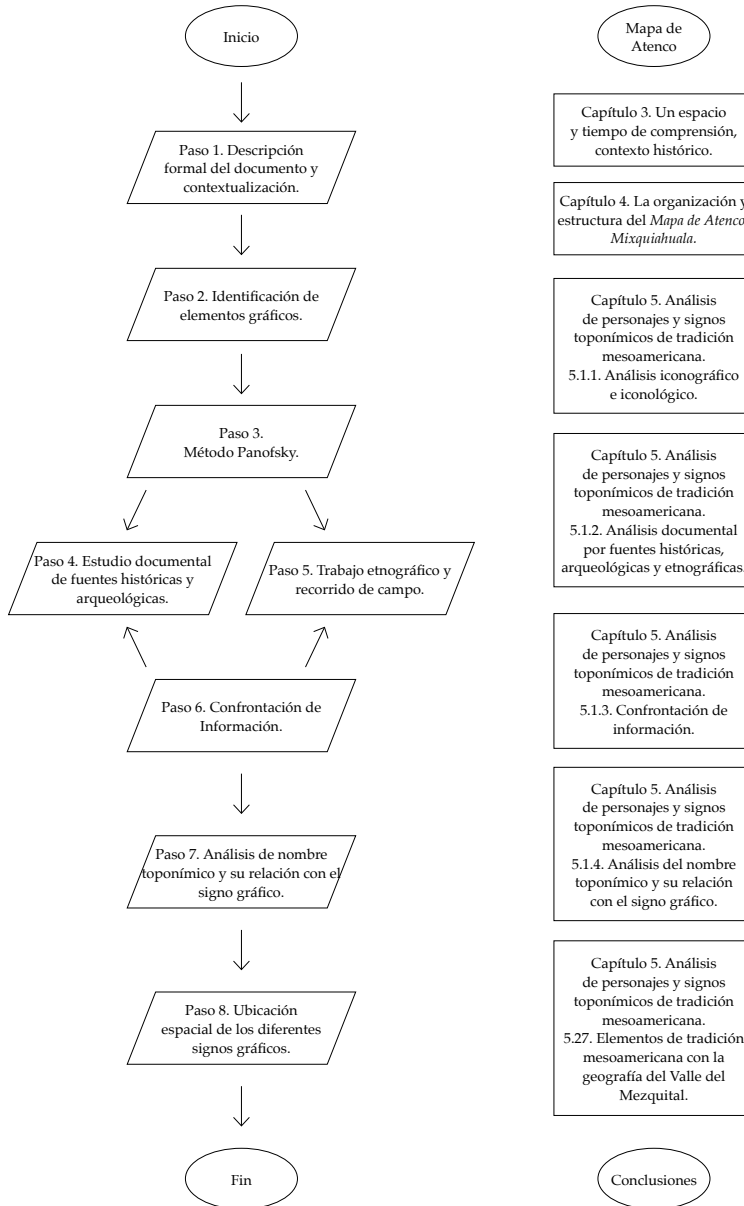 Inicio
Paso 1. Descripción
formal del documento y
contextualización.
Paso 2. Identificación de
elementos gráficos.
Paso 3.
Método Panofsky.
Paso 4. Estudio documental
de fuentes históricas y
arqueológicas.
Paso 5. Trabajo etnográfico y
recorrido de campo.
Paso 6. Confrontación de
Información.
Paso 7. Análisis de nombre
toponímico y su relación con el
signo gráfico.
Paso 8. Ubicación
espacial de los diferentes
signos gráficos.
Fin
Mapa de
Atenco
Capítulo 3. Un espacio
y tiempo de comprensión,
contexto histórico.
Capítulo 4. La organización y
estructura del Mapa de Atenco
Mixquiahuala.
Capítulo 5. Análisis
de personajes y signos
toponímicos de tradición
mesoamericana.
5.1.1. Análisis iconográfico
e iconológico.
Capítulo 5. Análisis
de personajes y signos
toponímicos de tradición
mesoamericana.
5.1.2. Análisis documental
por fuentes históricas,
arqueológicas y etnográficas.
Capítulo 5. Análisis
de personajes y signos
toponímicos de tradición
mesoamericana.
5.1.3. Confrontación de
información.
Capítulo 5. Análisis
de personajes y signos
toponímicos de tradición
mesoamericana.
5.1.4. Análisis del nombre
toponímico y su relación
con el signo gráfico.
Capítulo 5. Análisis
de personajes y signos
toponímicos de tradición
mesoamericana.
5.27. Elementos de tradición
mesoamericana con la
geografía del Valle del
Mezquital.
Conclusiones